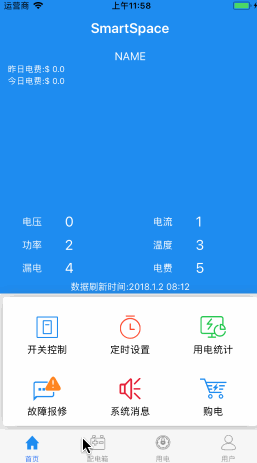 运营商 上午11:58
SmartSpace
NAME
昨日电费:$ 0.0
今日电费:$ 0.0
电压 0 电流 1
功率 2 温度 3
漏电 4 电费 5
数据刷新时间:2018.1.2 08:12
开关控制 定时设置 用电统计
故障报修 系统消息 购电
首页 配电箱 用电 用户